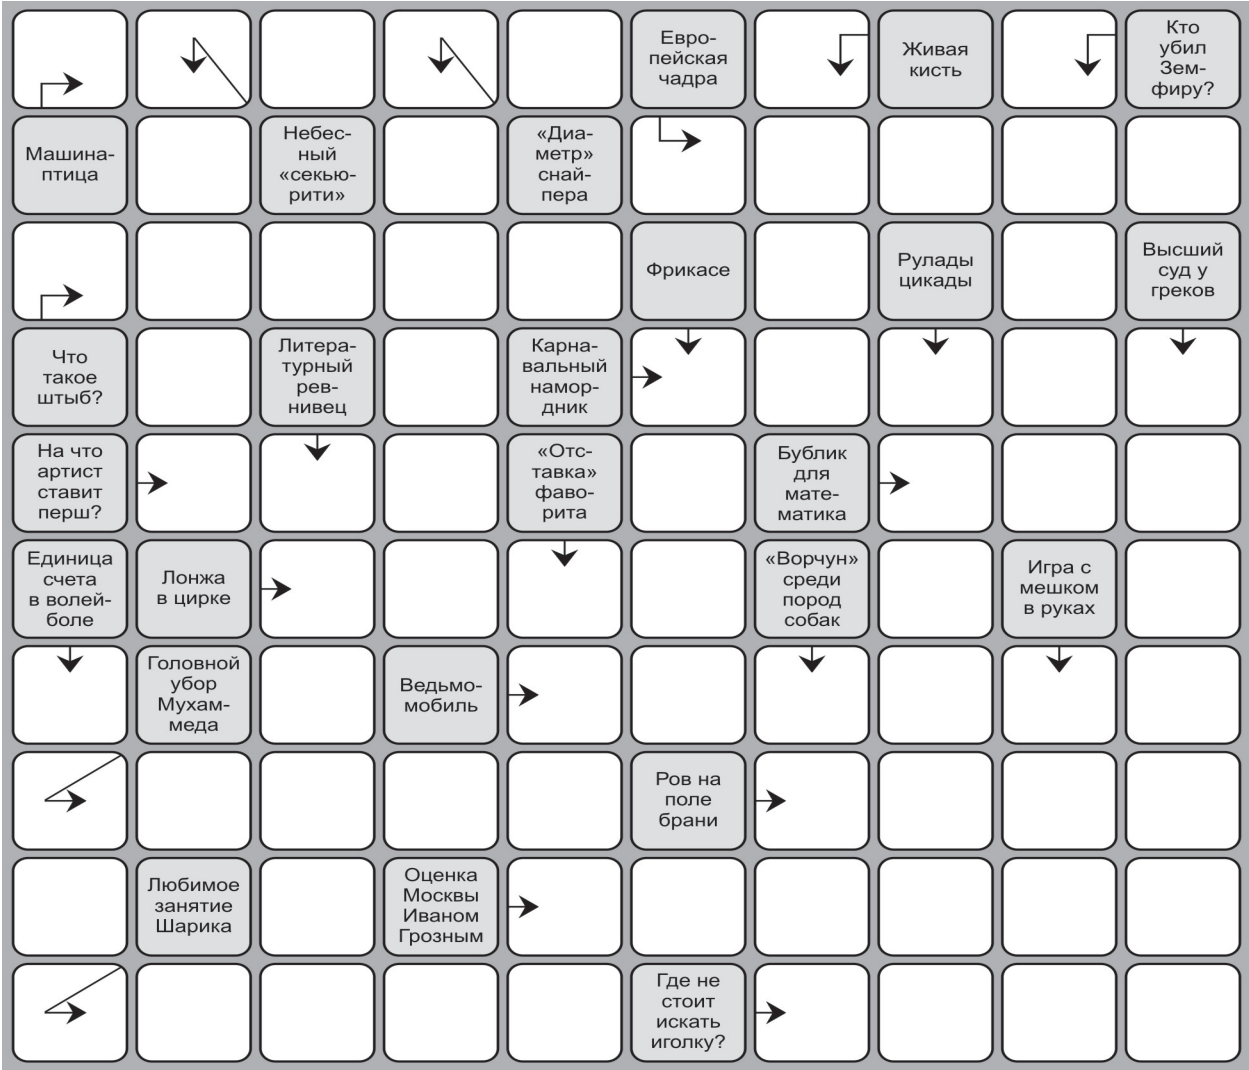 Евро-
пейская
чадра
Живая
кисть
Кто
убил
Зем-
фиру?
Машина-
птица
Небес-
ный
«секью-
рити»
«Диа-
метр»
снай-
пера
Фрикасе
Рулады
цикады
Высший
суд у
греков
Что
такое
штыб?
Литера-
турный
рев-
нивец
Карна-
вальный
намор-
дник
На что
артист
ставит
перш?
«Отс-
тавка»
фаво-
рита
Бублик
для
мате-
матика
Единица
счета
в волей-
боле
Лонжа
в цирке
«Ворчун»
среди
пород
собак
Игра с
мешком
в руках
Головной
убор
Мухам-
меда
Ведьмо-
мобиль
Ров на
поле
брани
Любимое
занятие
Шарика
Оценка
Москвы
Иваном
Грозным
Где не
стоит
искать
иголку?